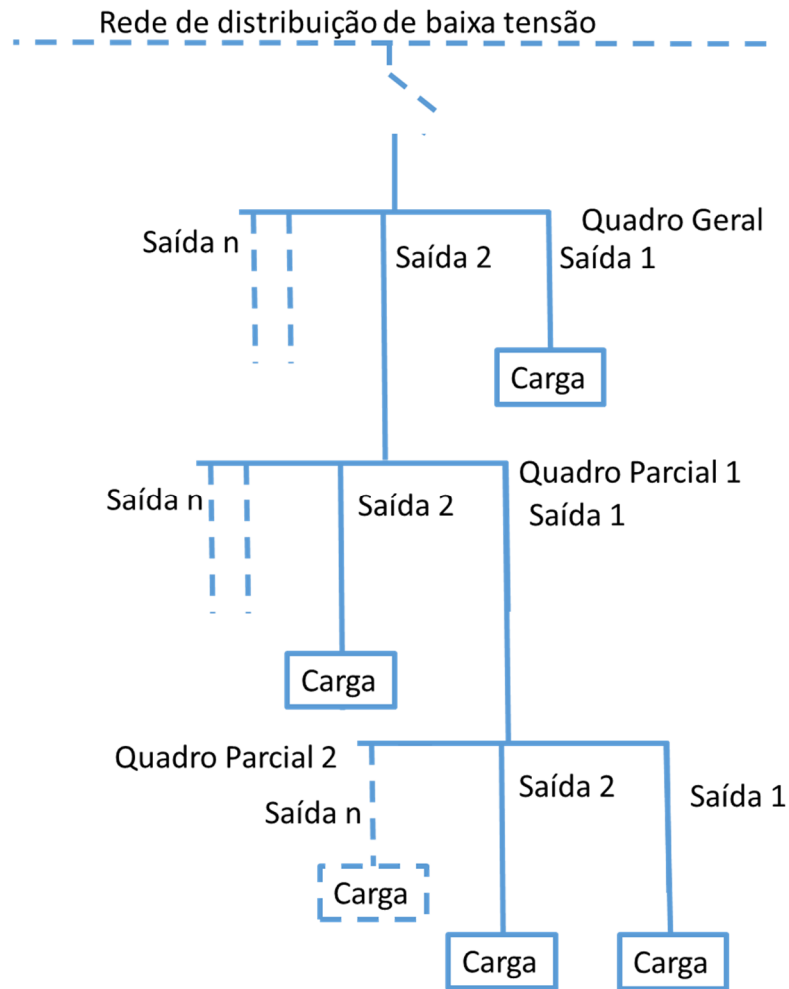 Rede de distribuição de baixa tensão
Quadro Geral
Saída n
Saída 2
Saída 1
Carga
Quadro Parcial 1
Saída n
Saída 2
Saída 1
Carga
Quadro Parcial 2
Saída 2
Saída 1
Saída n
Carga
Carga
Carga